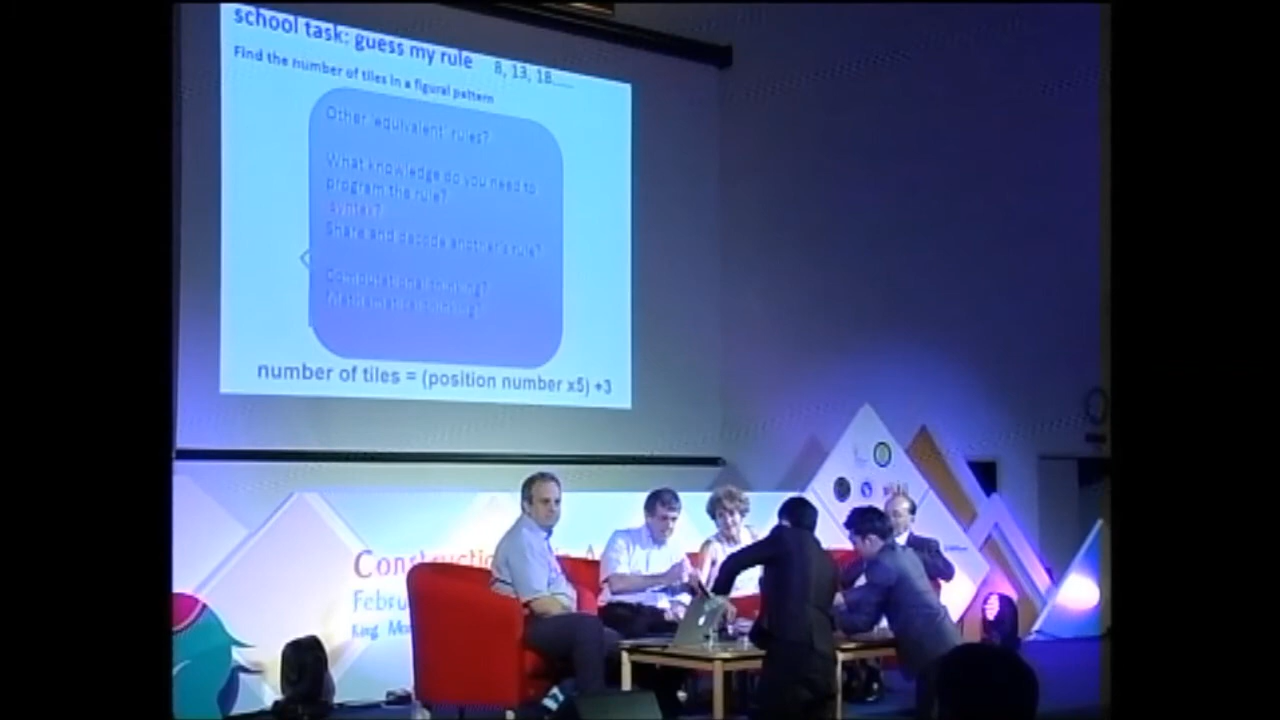 school task: guess my rule
8, 13, 18....
Find the number of tiles in a figural pattern
Other 'equivalent' rules?
What knowledge do you need to
program the rule?
syntax?
Share and decode another's rule?
Computational thinking?
Mathematical thinking?
number of tiles = (position number x5) +3
Constructio
Febru
King Mo